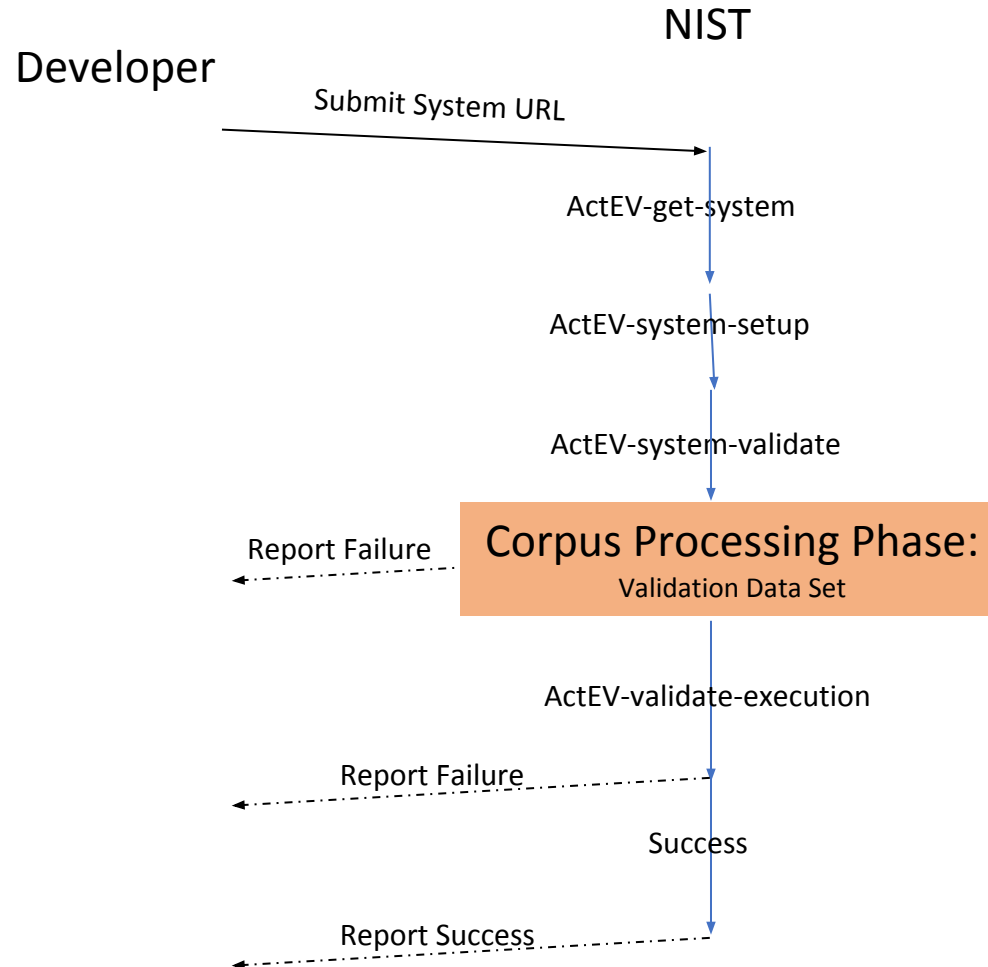 NIST
Developer
Submit System URL
ActEV-get-system
ActEV-system-setup
ActEV-system-validate
Corpus Processing Phase:
Validation Data Set
Report Failure
ActEV-validate-execution
Report Failure
Success
Report Success